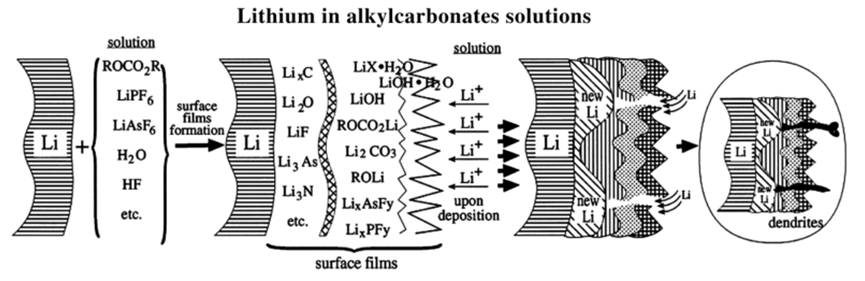 Lithium in alkylcarbonates solutions
solution
ROCO₂R
LiPF₆
LiAsF₆
H₂O
HF
etc.
Li
+
surface
films
formation
Li
LiₓC
Li₂O
LiF
Li₃As
Li₃N
etc.
LiX•H₂O
LiOH•H₂O
LiOH
ROCO₂Li
Li₂CO₃
ROLi
LiₓAsFy
LiₓPFy
surface films
solution
Li⁺
Li⁺
Li⁺
Li⁺
upon
deposition
Li
new
Li
new
Li
Li
Li
Li
new
Li
new
Li
dendrites